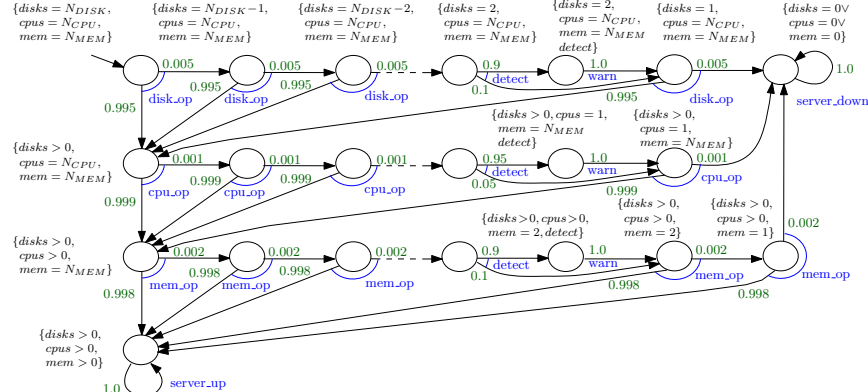 {disks = N_DISK, cpus = N_CPU, mem = N_MEM}
{disks = N_DISK−1, cpus = N_CPU, mem = N_MEM}
{disks = N_DISK−2, cpus = N_CPU, mem = N_MEM}
{disks = 2, cpus = N_CPU, mem = N_MEM}
{disks = 2, cpus = N_CPU, mem = N_MEM detect}
{disks = 1, cpus = N_CPU, mem = N_MEM}
{disks = 0∨ cpus = 0∨ mem = 0}
0.005
0.005
0.005
0.9
1.0
0.005
1.0
disk_op
disk_op
disk_op
detect
warn
disk_op
server_down
0.995
0.995
0.995
0.1
0.995
{disks > 0, cpus = N_CPU, mem = N_MEM}
{disks > 0, cpus = 1, mem = N_MEM detect}
{disks > 0, cpus = 1, mem = N_MEM}
0.001
0.001
0.001
0.95
1.0
0.001
cpu_op
cpu_op
cpu_op
detect
warn
cpu_op
0.999
0.999
0.999
0.05
0.999
{disks > 0, cpus > 0, mem = N_MEM}
{disks>0, cpus>0, mem = 2, detect}
{disks > 0, cpus > 0, mem = 2}
{disks > 0, cpus > 0, mem = 1}
0.002
0.002
0.002
0.9
1.0
0.002
0.002
mem_op
mem_op
mem_op
detect
warn
mem_op
mem_op
0.998
0.998
0.998
0.1
0.998
0.998
{disks > 0, cpus > 0, mem > 0}
1.0
server_up